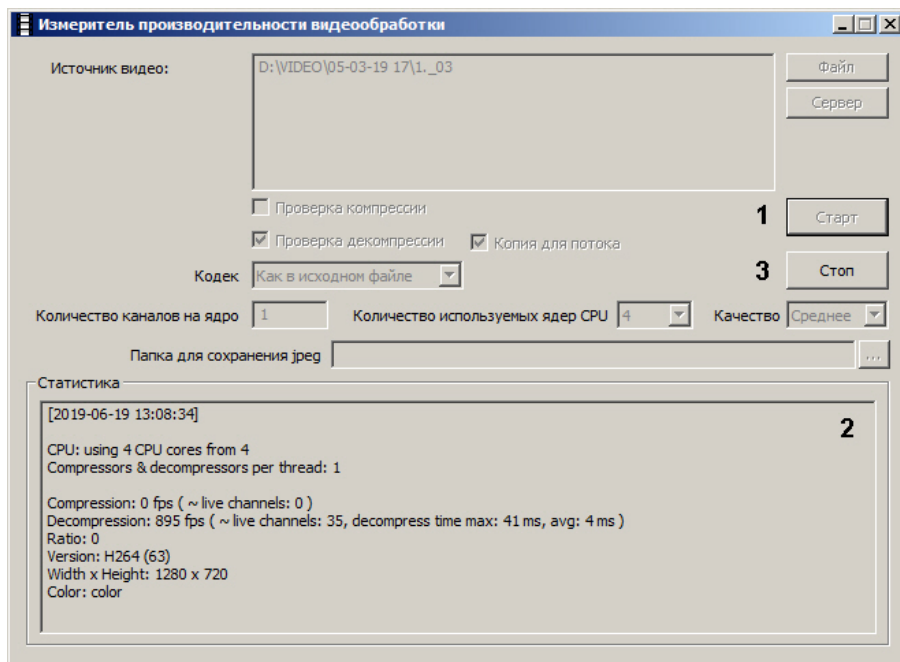 Измеритель производительности видеообработки
Источник видео:
D:\VIDEO\05-03-19 17\1._03
Файл
Сервер
Проверка компрессии
1
Старт
Проверка декомпрессии
Копия для потока
3
Стоп
Кодек
Как в исходном файле
Количество каналов на ядро
1
Количество используемых ядер CPU
4
Качество
Среднее
Папка для сохранения jpeg
...
Статистика
[2019-06-19 13:08:34]
2
CPU: using 4 CPU cores from 4
Compressors & decompressors per thread: 1
Compression: 0 fps ( ~ live channels: 0 )
Decompression: 895 fps ( ~ live channels: 35, decompress time max: 41 ms, avg: 4 ms )
Ratio: 0
Version: H264 (63)
Width x Height: 1280 x 720
Color: color